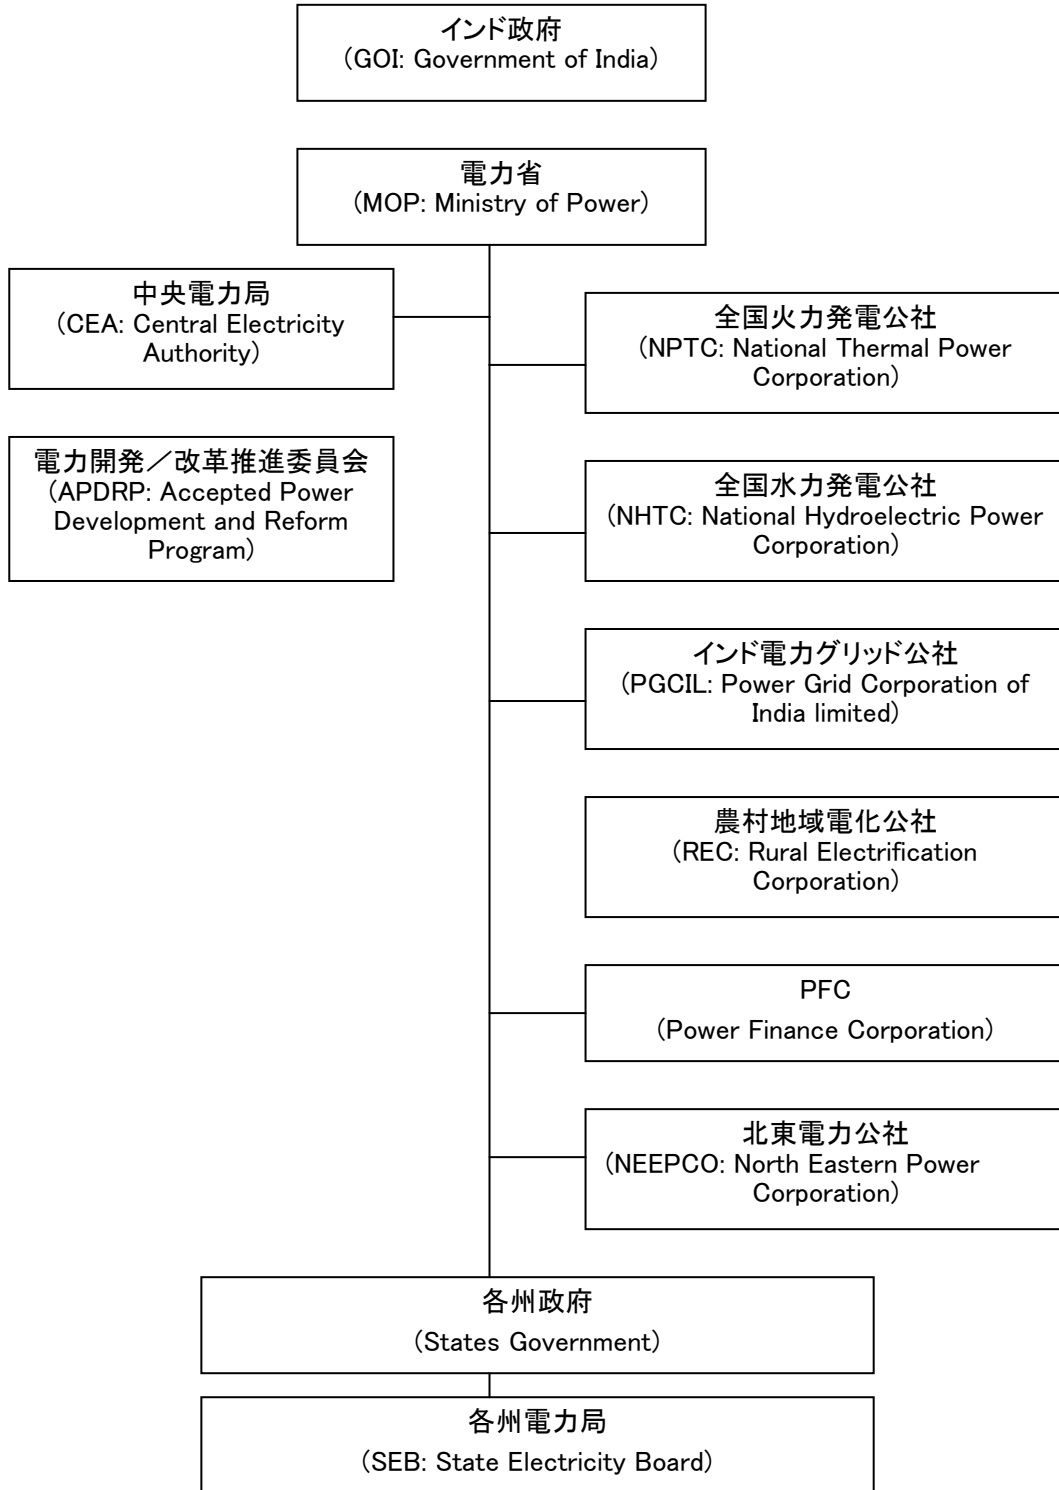 インド政府
(GOI: Government of India)
電力省
(MOP: Ministry of Power)
中央電力局
(CEA: Central Electricity
Authority)
電力開発／改革推進委員会
(APDRP: Accepted Power
Development and Reform
Program)
全国火力発電公社
(NPTC: National Thermal Power
Corporation)
全国水力発電公社
(NHTC: National Hydroelectric Power
Corporation)
インド電力グリッド公社
(PGCIL: Power Grid Corporation of
India limited)
農村地域電化公社
(REC: Rural Electrification
Corporation)
PFC
(Power Finance Corporation)
北東電力公社
(NEEPCO: North Eastern Power
Corporation)
各州政府
(States Government)
各州電力局
(SEB: State Electricity Board)